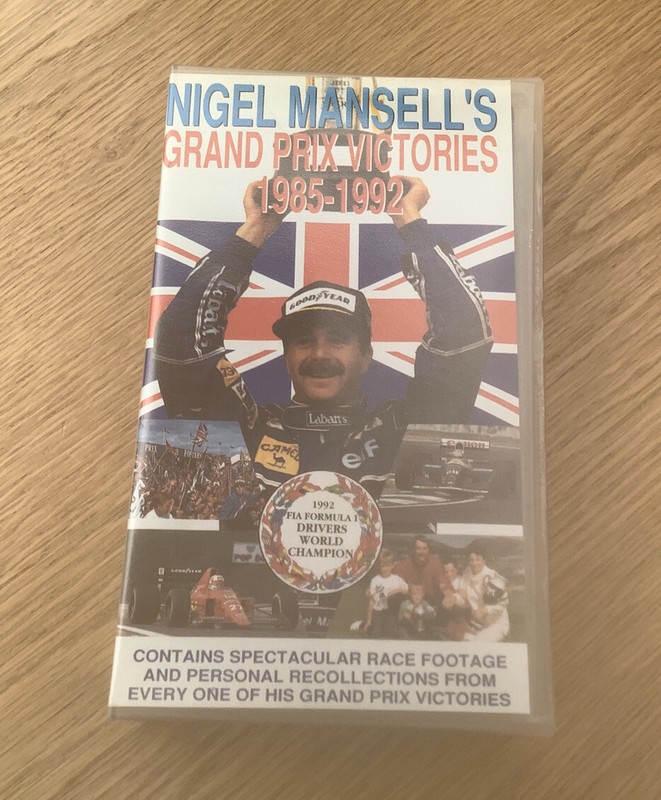 NIGEL MANSELL'S
GRAND PRIX VICTORIES
1985-1992
GOODYEAR
Labatt's
Labatt's
CAMEL
elf
Canon
1992
FIA FORMULA 1
DRIVERS
WORLD
CHAMPION
GOODYEAR
CONTAINS SPECTACULAR RACE FOOTAGE
AND PERSONAL RECOLLECTIONS FROM
EVERY ONE OF HIS GRAND PRIX VICTORIES